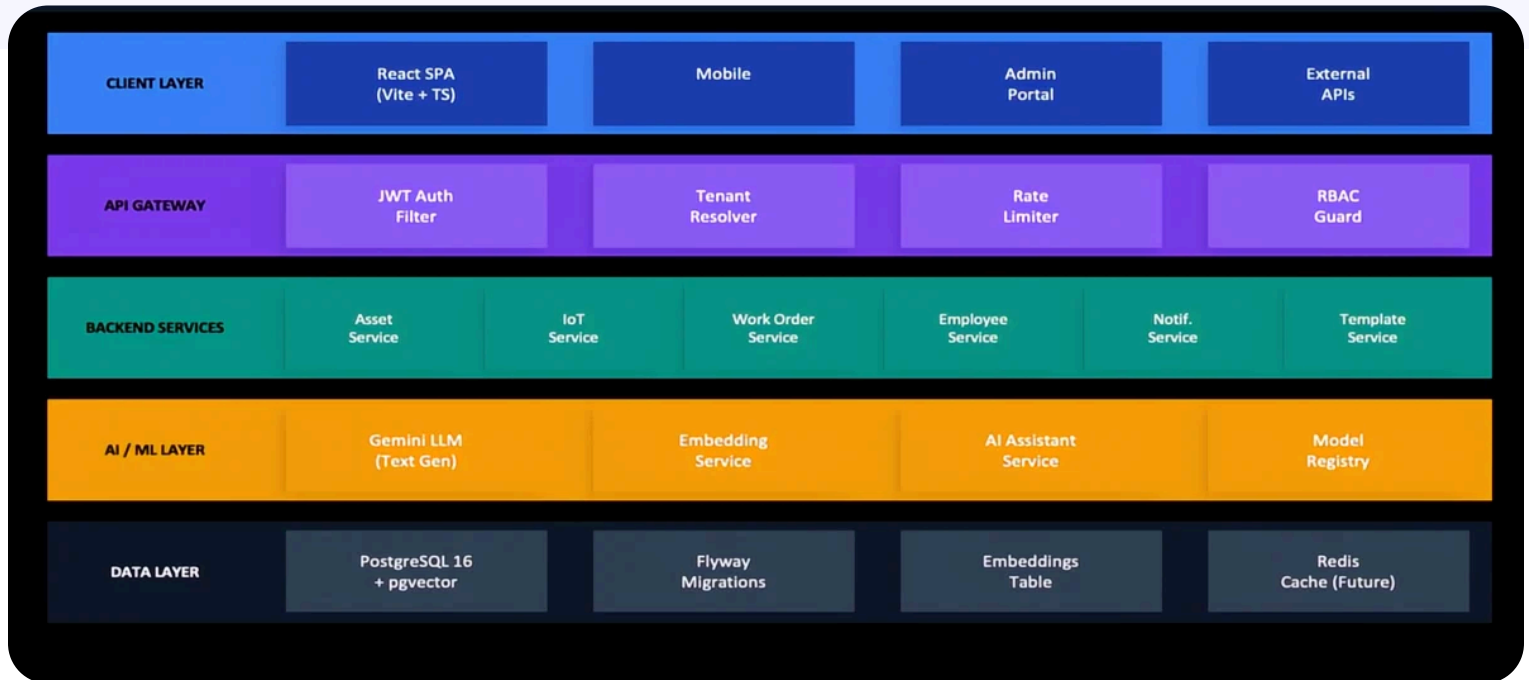 CLIENT LAYER
React SPA
(Vite + TS)
Mobile
Admin
Portal
External
APIs
API GATEWAY
JWT Auth
Filter
Tenant
Resolver
Rate
Limiter
RBAC
Guard
BACKEND SERVICES
Asset
Service
IoT
Service
Work Order
Service
Employee
Service
Notif.
Service
Template
Service
AI / ML LAYER
Gemini LLM
(Text Gen)
Embedding
Service
AI Assistant
Service
Model
Registry
DATA LAYER
PostgreSQL 16
+ pgvector
Flyway
Migrations
Embeddings
Table
Redis
Cache (Future)